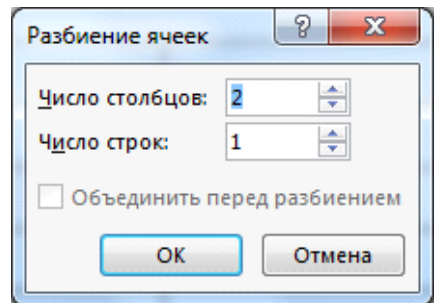 Разбиение ячеек
Число столбцов: 2
Число строк: 1
Объединить перед разбиением
ОК Отмена